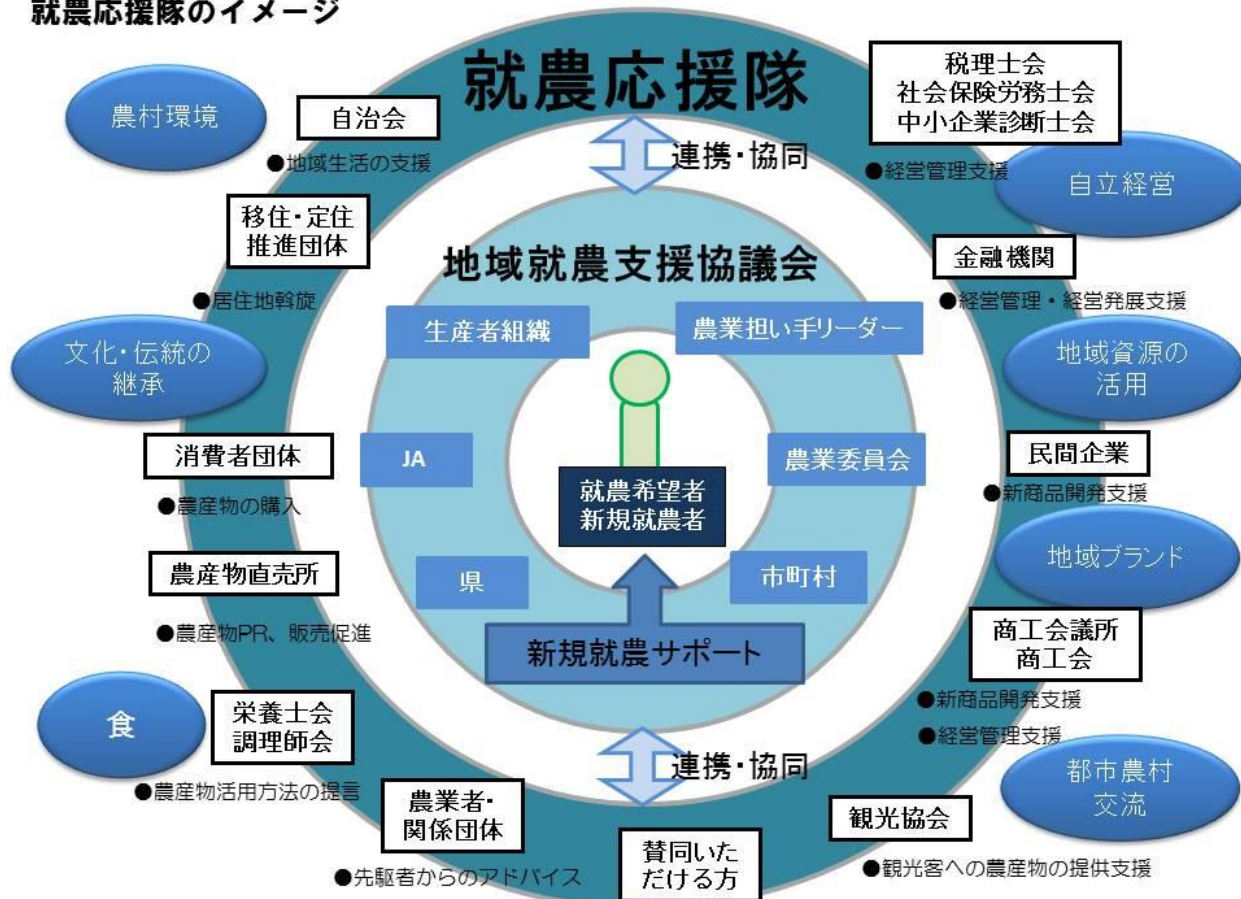 就農応援隊のイメージ
就農応援隊
税理士会
社会保険労務士会
中小企業診断士会
●経営管理支援
農村環境
自治会
●地域生活の支援
連携・協同
自立経営
移住・定住
推進団体
●居住地斡旋
地域就農支援協議会
金融機関
●経営管理・経営発展支援
生産者組織
農業担い手リーダー
文化・伝統の
継承
地域資源の
活用
消費者団体
●農産物の購入
JA
農業委員会
民間企業
●新商品開発支援
就農希望者
新規就農者
農産物直売所
●農産物PR、販売促進
県
市町村
地域ブランド
新規就農サポート
商工会議所
商工会
●新商品開発支援
●経営管理支援
食
栄養士会
調理師会
●農産物活用方法の提言
連携・協同
都市農村
交流
農業者・
関係団体
●先駆者からのアドバイス
賛同いた
だける方
観光協会
●観光客への農産物の提供支援